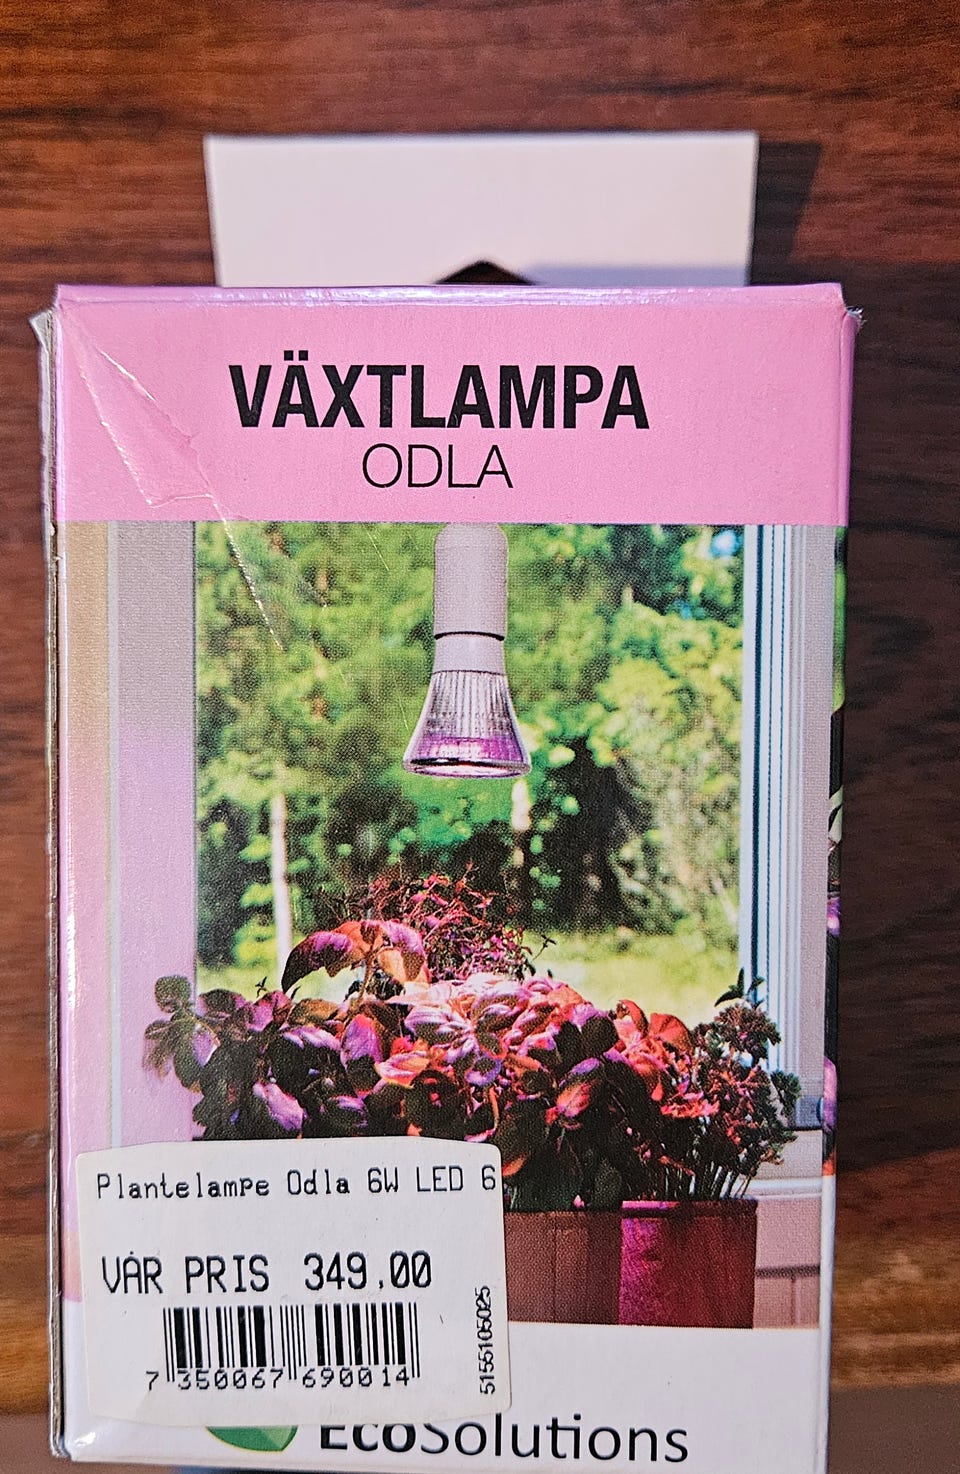 VÄXTLAMPA
ODLA
Plantelampe Odla 6W LED 6
VÅR PRIS 349.00
7 350067 690014
5155105025
EcoSolutions